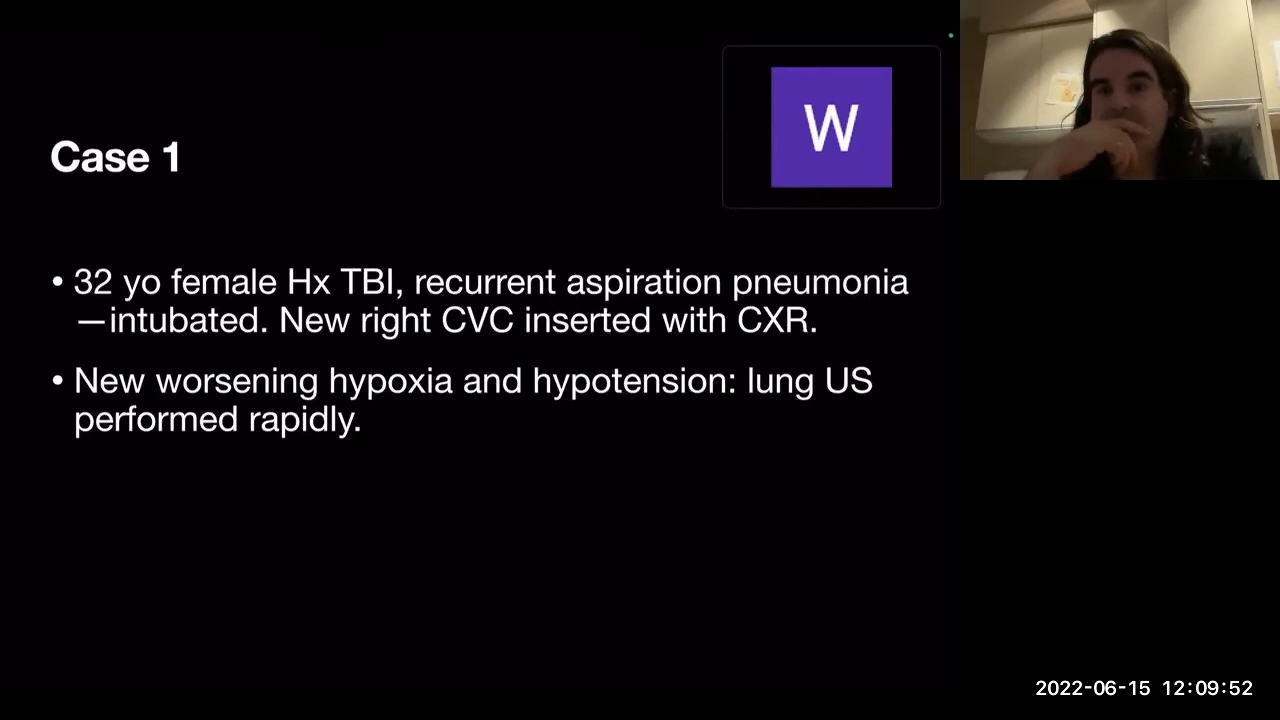 W
Case 1
• 32 yo female Hx TBI, recurrent aspiration pneumonia
—intubated. New right CVC inserted with CXR.
• New worsening hypoxia and hypotension: lung US
performed rapidly.
2022-06-15 12:09:52